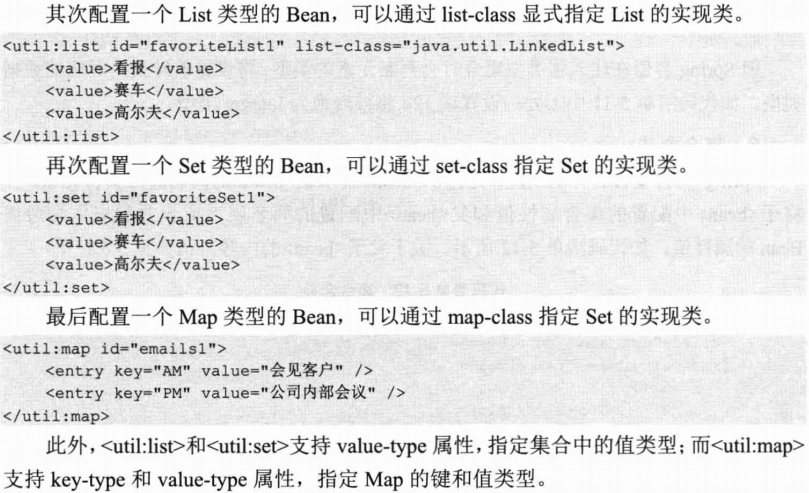 其次配置一个 List 类型的 Bean，可以通过 list-class 显式指定 List 的实现类。
<util:list id="favoriteList1" list-class="java.util.LinkedList">
    <value>看报</value>
    <value>赛车</value>
    <value>高尔夫</value>
</util:list>
再次配置一个 Set 类型的 Bean，可以通过 set-class 指定 Set 的实现类。
<util:set id="favoriteSet1">
    <value>看报</value>
    <value>赛车</value>
    <value>高尔夫</value>
</util:set>
最后配置一个 Map 类型的 Bean，可以通过 map-class 指定 Set 的实现类。
<util:map id="emails1">
    <entry key="AM" value="会见客户" />
    <entry key="PM" value="公司内部会议" />
</util:map>
此外，<util:list>和<util:set>支持 value-type 属性，指定集合中的值类型；而<util:map>
支持 key-type 和 value-type 属性，指定 Map 的键和值类型。